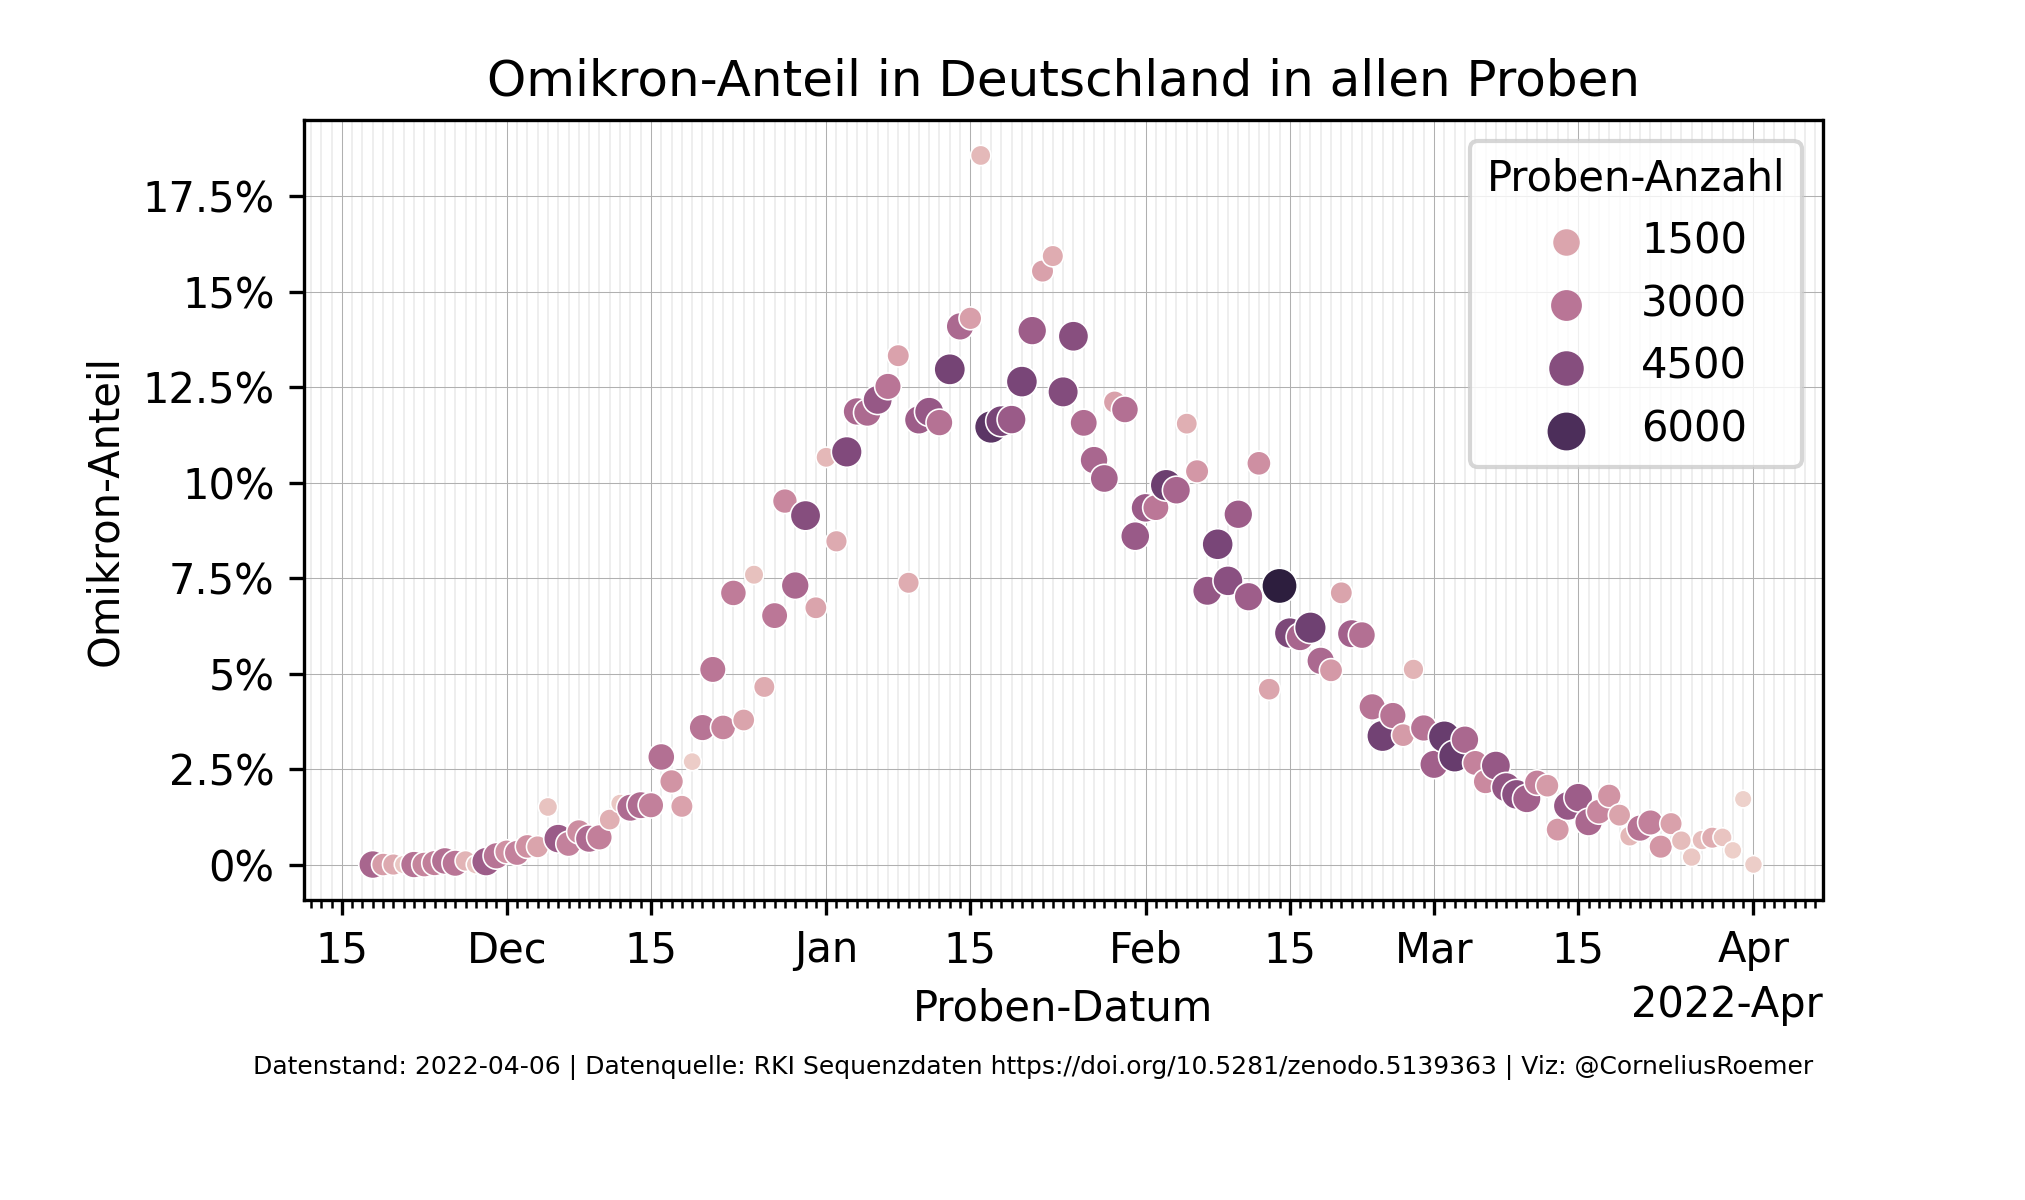 Omikron-Anteil in Deutschland in allen Proben
Proben-Anzahl
1500
3000
4500
6000
Omikron-Anteil
17.5%
15%
12.5%
10%
7.5%
5%
2.5%
0%
15 Dec 15 Jan 15 Feb 15 Mar 15 Apr
Proben-Datum
2022-Apr
Datenstand: 2022-04-06 | Datenquelle: RKI Sequenzdaten https://doi.org/10.5281/zenodo.5139363 | Viz: @CorneliusRoemer